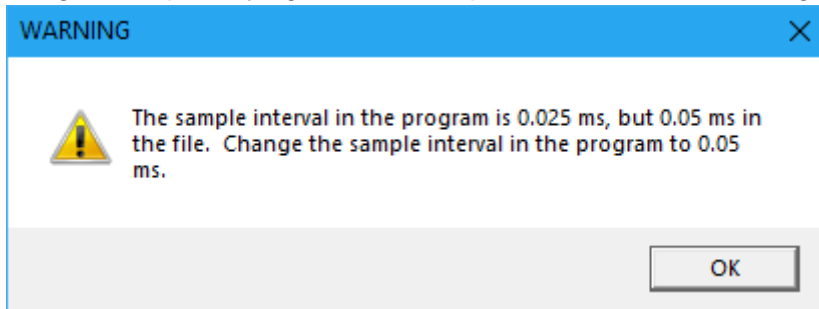 WARNING
The sample interval in the program is 0.025 ms, but 0.05 ms in
the file.  Change the sample interval in the program to 0.05
ms.
OK